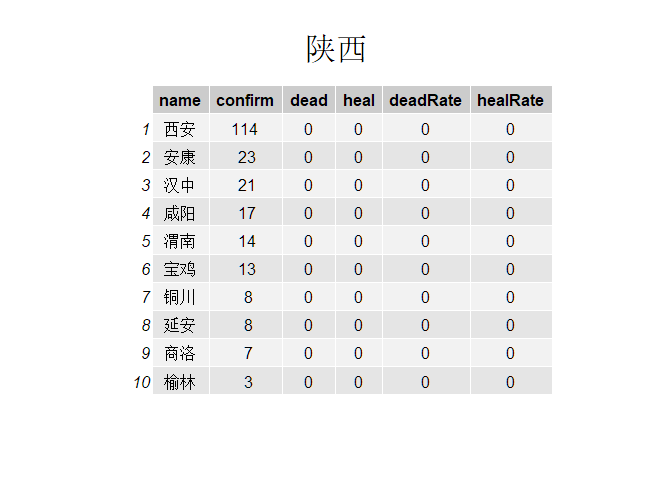 陕西
name confirm dead heal deadRate healRate
1 西安 114 0 0 0 0
2 安康 23 0 0 0 0
3 汉中 21 0 0 0 0
4 咸阳 17 0 0 0 0
5 渭南 14 0 0 0 0
6 宝鸡 13 0 0 0 0
7 铜川 8 0 0 0 0
8 延安 8 0 0 0 0
9 商洛 7 0 0 0 0
10 榆林 3 0 0 0 0